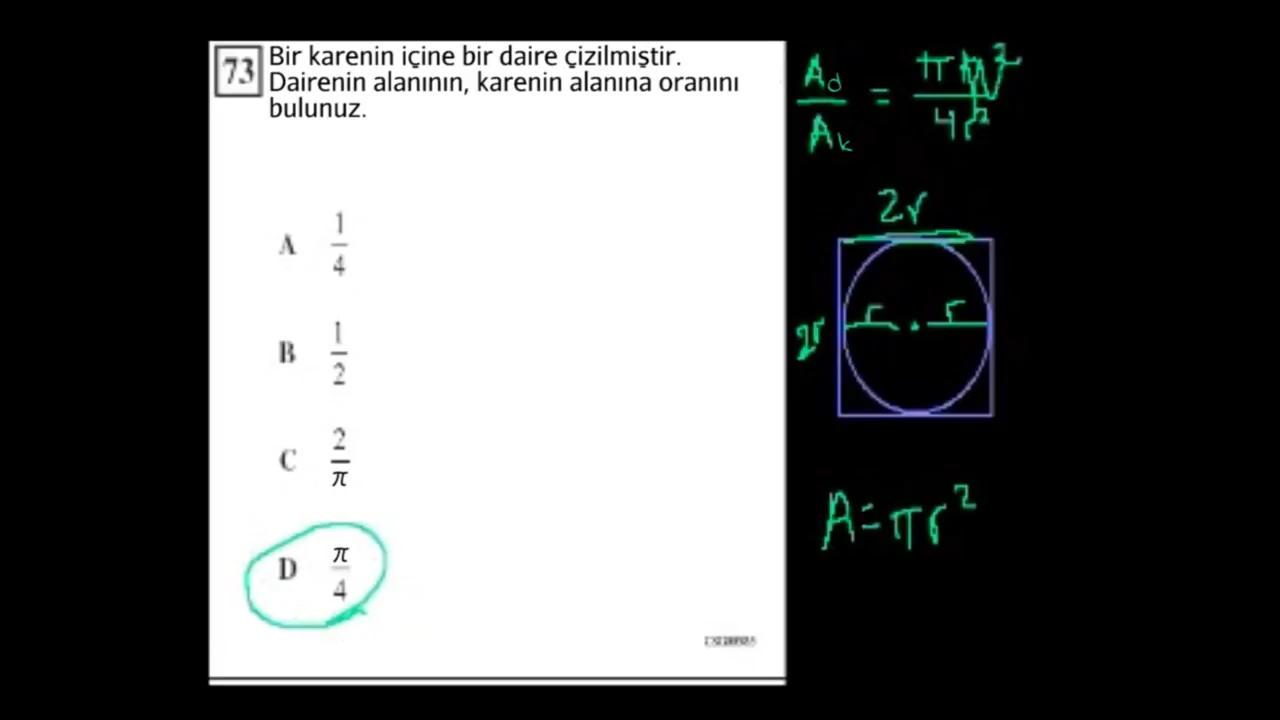 73 Bir karenin içine bir daire çizilmiştir.
Dairenin alanının, karenin alanına oranını
bulunuz.
A 1/4
B 1/2
C 2/π
D π/4
A_d/A_k = πr²/4r²
2r
2r
r r
A = πr²